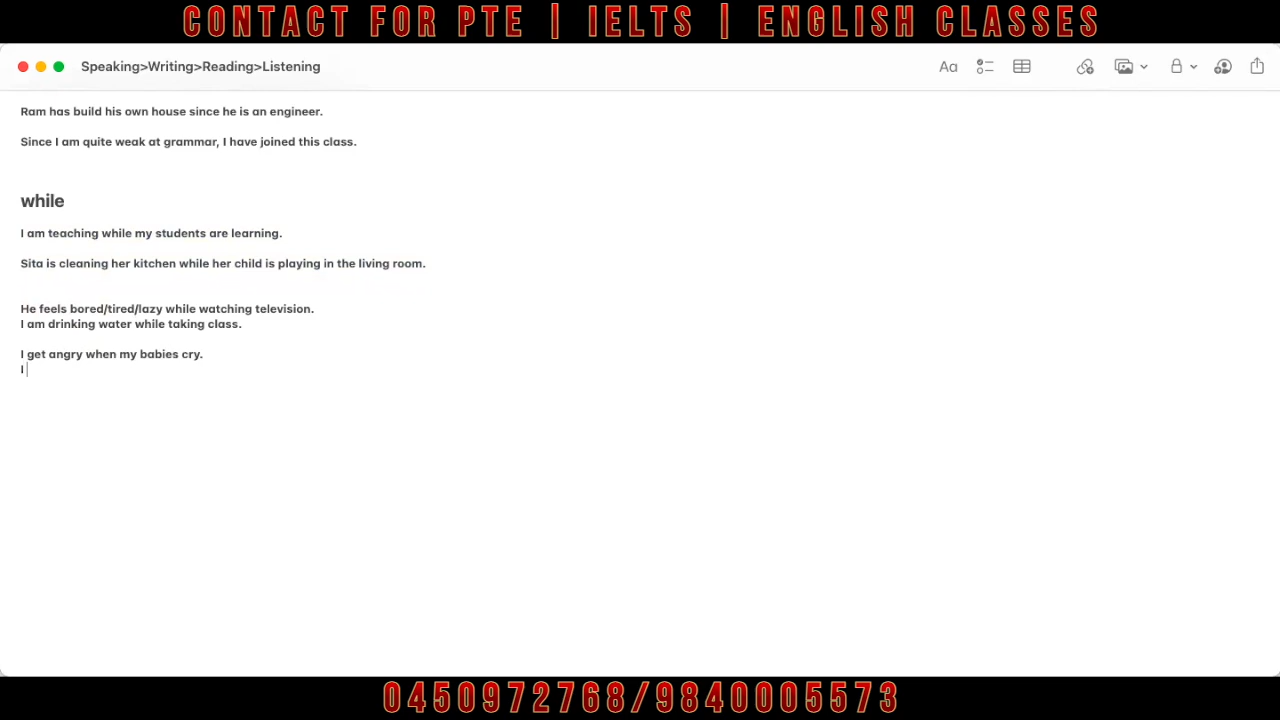 CONTACT FOR PTE | IELTS | ENGLISH CLASSES
Speaking>Writing>Reading>Listening
Aa
Ram has build his own house since he is an engineer.
Since I am quite weak at grammar, I have joined this class.
while
I am teaching while my students are learning.
Sita is cleaning her kitchen while her child is playing in the living room.
He feels bored/tired/lazy while watching television.
I am drinking water while taking class.
I get angry when my babies cry.
I
0450972768/9840005573